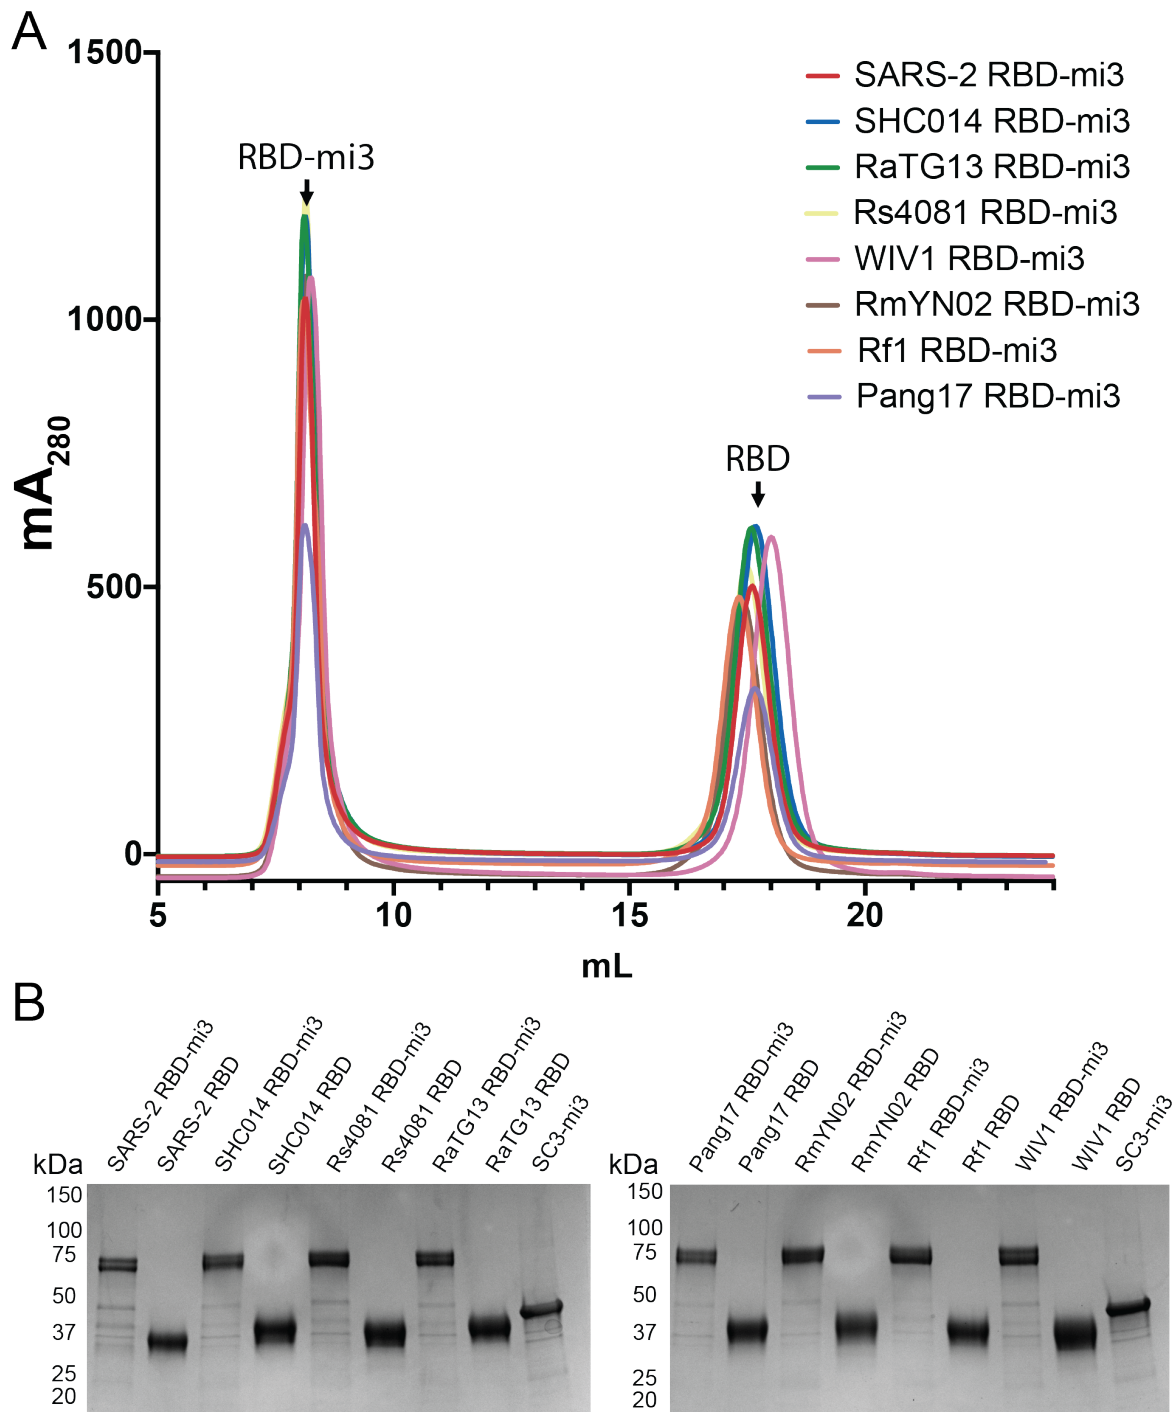 A
1500
1000
500
0
mA280
RBD-mi3
RBD
SARS-2 RBD-mi3
SHC014 RBD-mi3
RaTG13 RBD-mi3
Rs4081 RBD-mi3
WIV1 RBD-mi3
RmYN02 RBD-mi3
Rf1 RBD-mi3
Pang17 RBD-mi3
5
10
15
20
mL
B
kDa
SARS-2 RBD-mi3
SARS-2 RBD
SHC014 RBD-mi3
SHC014 RBD
Rs4081 RBD-mi3
Rs4081 RBD
RaTG13 RBD-mi3
RaTG13 RBD
SC3-mi3
150
100
75
50
37
25
20
kDa
Pang17 RBD-mi3
Pang17 RBD
RmYN02 RBD-mi3
RmYN02 RBD
Rf1 RBD-mi3
Rf1 RBD
WIV1 RBD-mi3
WIV1 RBD
SC3-mi3
150
100
75
50
37
25
20